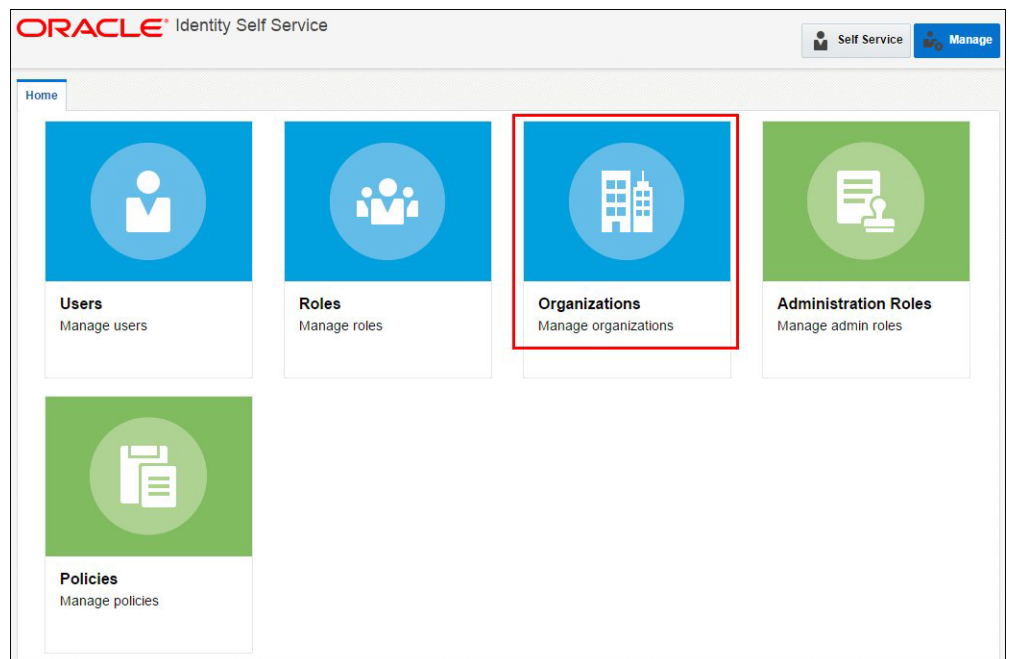 ORACLE Identity Self Service
Self Service
Manage
Home
Users
Manage users
Roles
Manage roles
Organizations
Manage organizations
Administration Roles
Manage admin roles
Policies
Manage policies